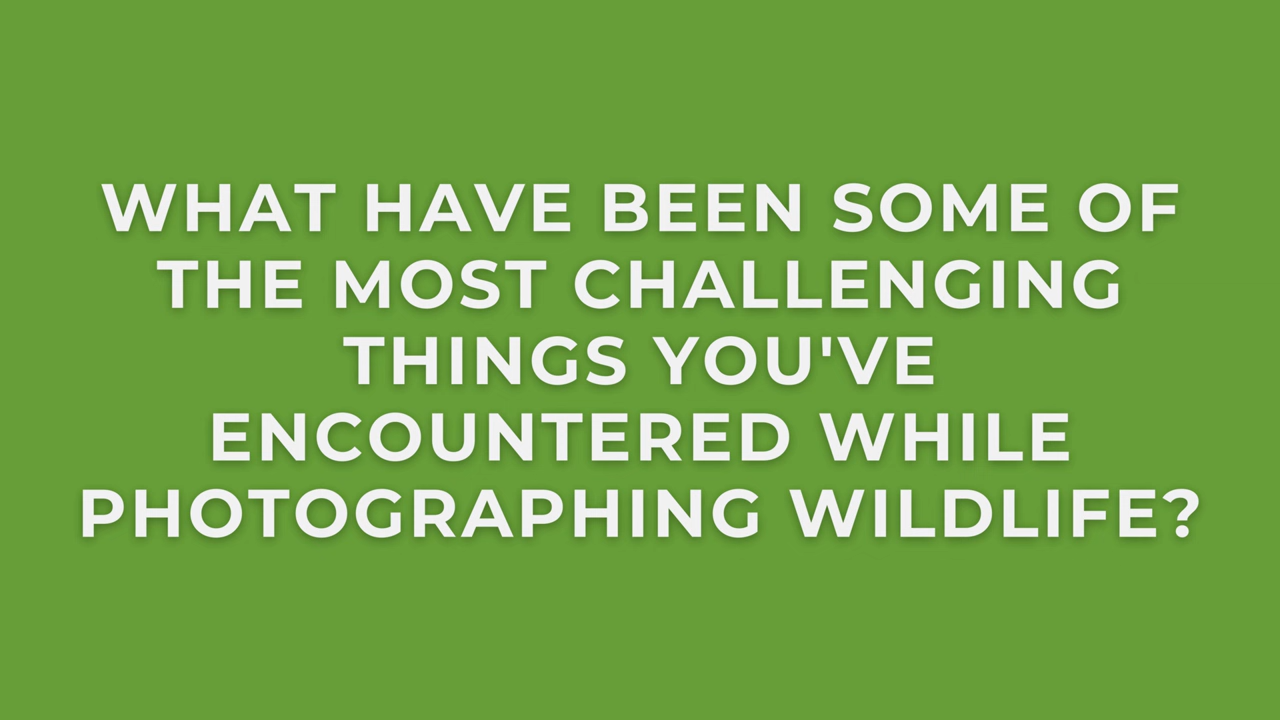 WHAT HAVE BEEN SOME OF
THE MOST CHALLENGING
THINGS YOU'VE
ENCOUNTERED WHILE
PHOTOGRAPHING WILDLIFE?